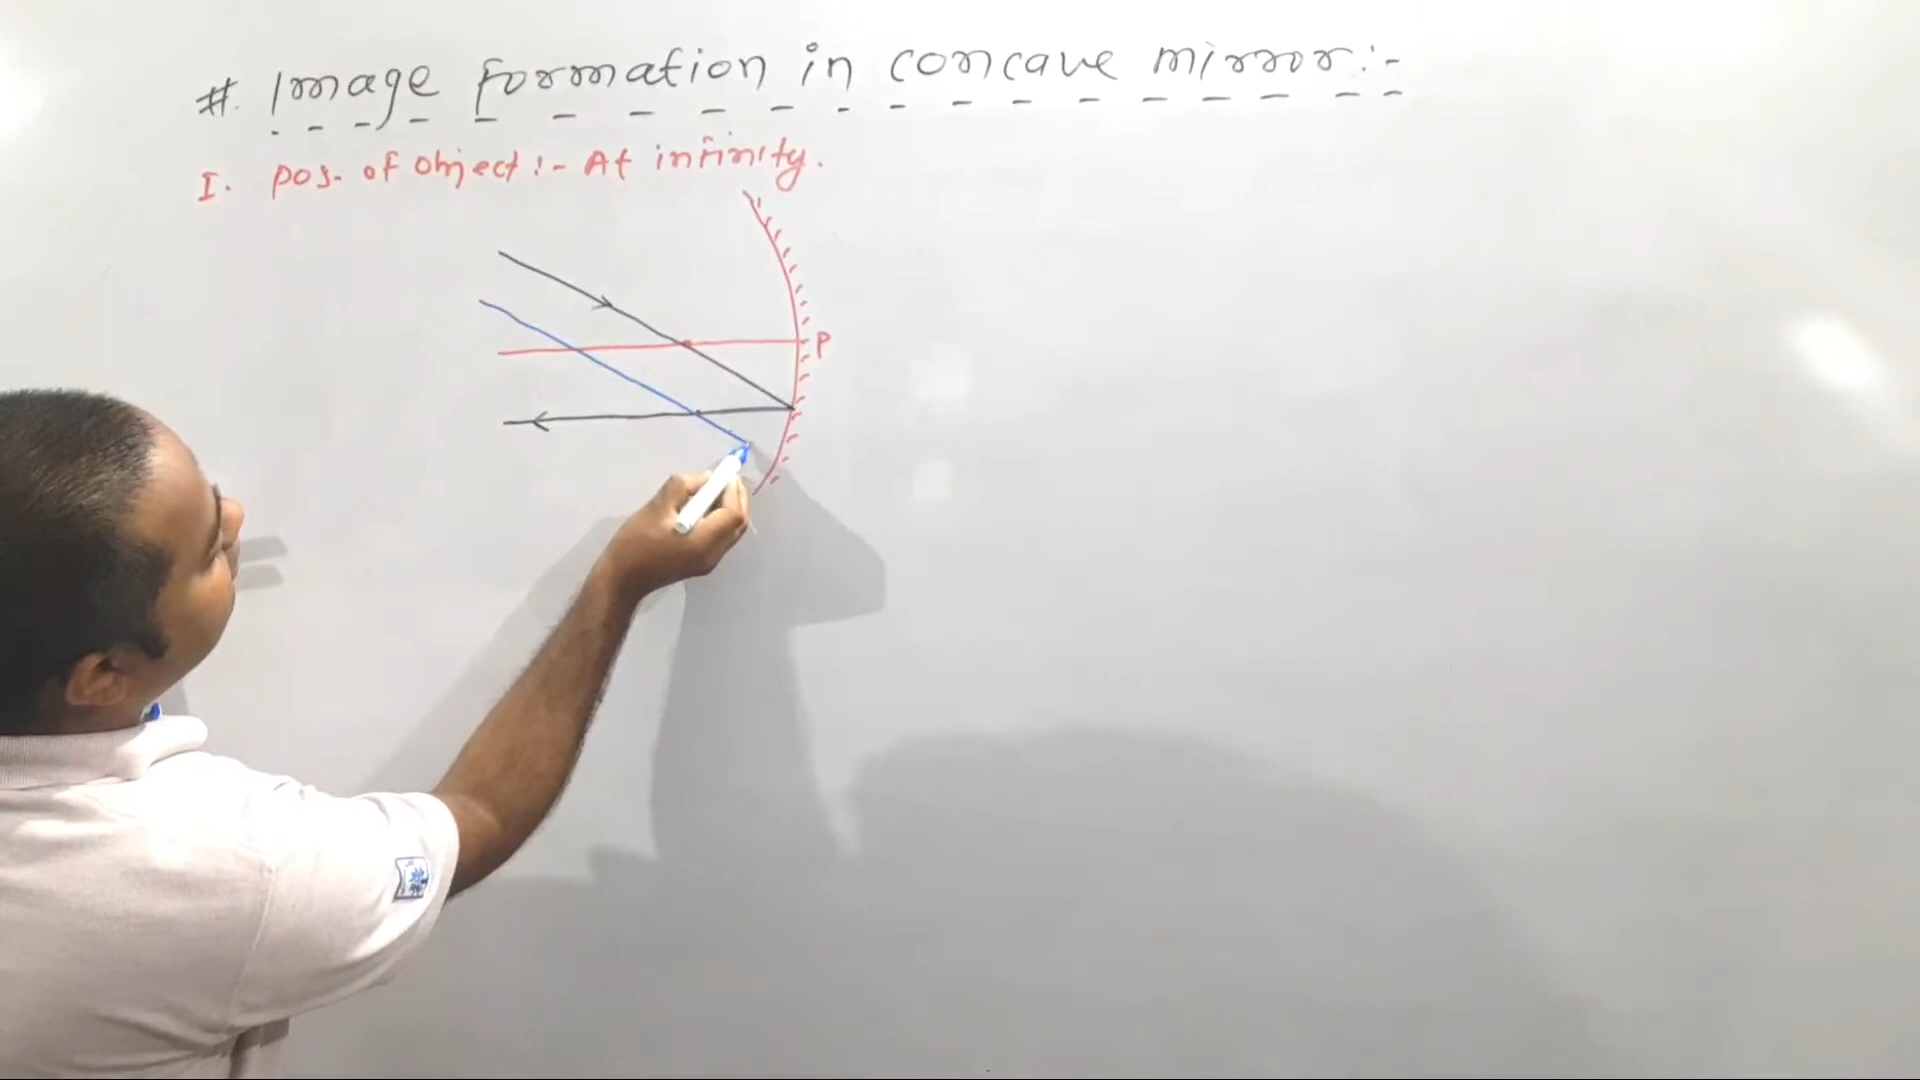 #. Image formation in concave mirror:-
I. pos. of object:- At infinity.
P